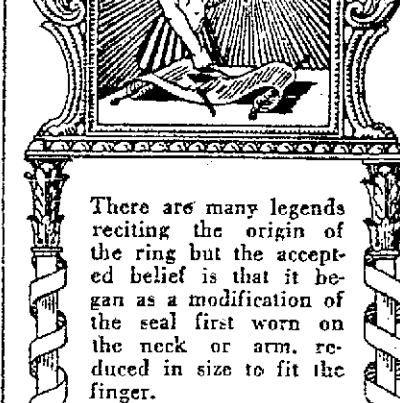 There are many legends
reciting the origin of
the ring but the accept-
ed belief is that it be-
gan as a modification of
the seal first worn on
the neck or arm, re-
duced in size to fit the
finger.